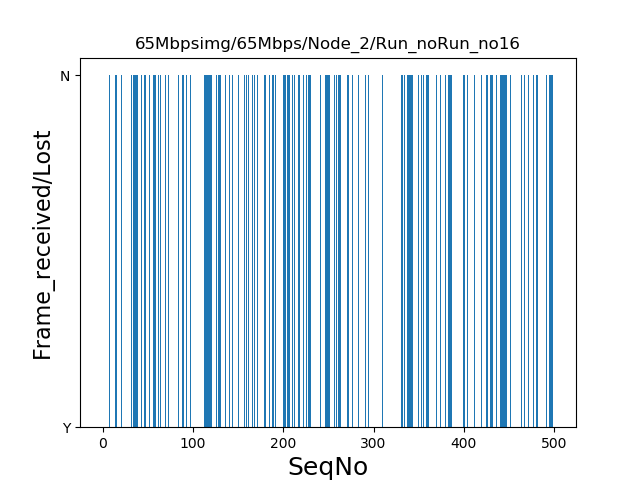 65Mbpsimg/65Mbps/Node_2/Run_noRun_no16
N
Frame_received/Lost
Y
0 100 200 300 400 500
SeqNo